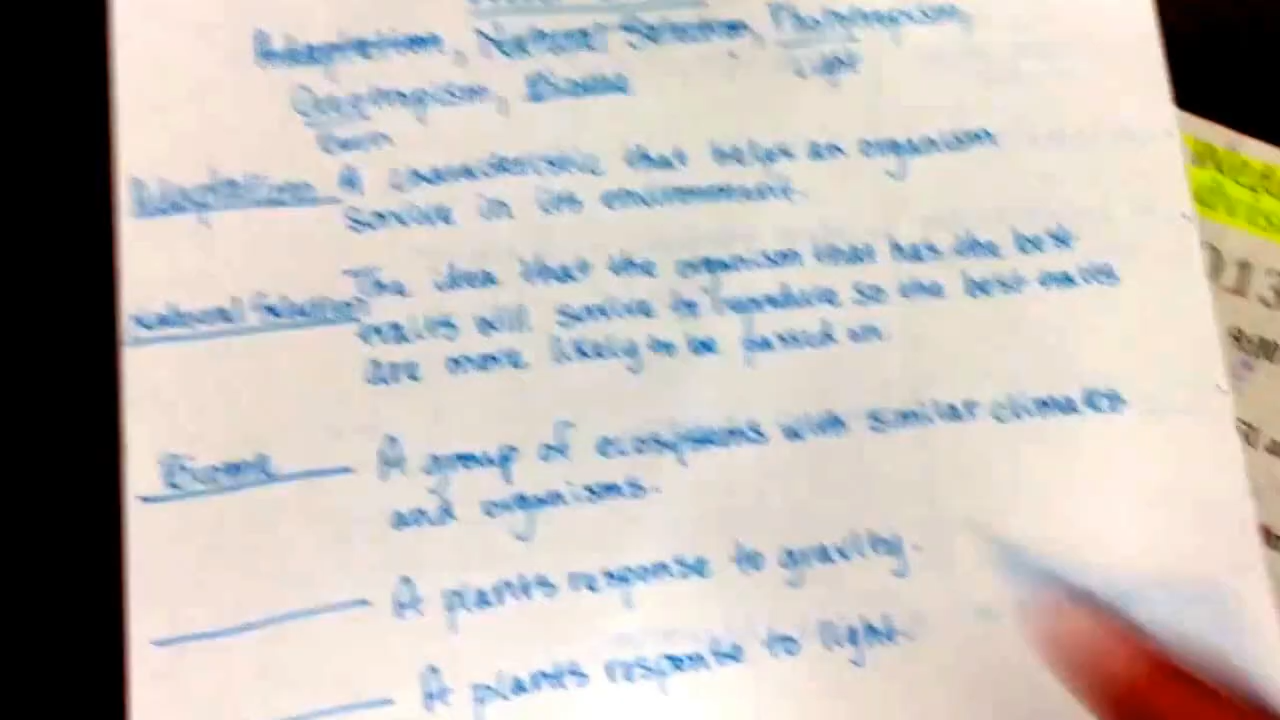 Adaptation, Natural Selection, Phototropism,
Light
Geotropism, Biome
Adaptation A characteristic that helps an organism
survive in its environment.
The idea that the organism that has the best
Natural Selection traits will survive to reproduce so the best traits
are more likely to be passed on.
Biome A group of ecosystems with similar climates
and organisms.
A plants response to gravity.
A plants response to light.